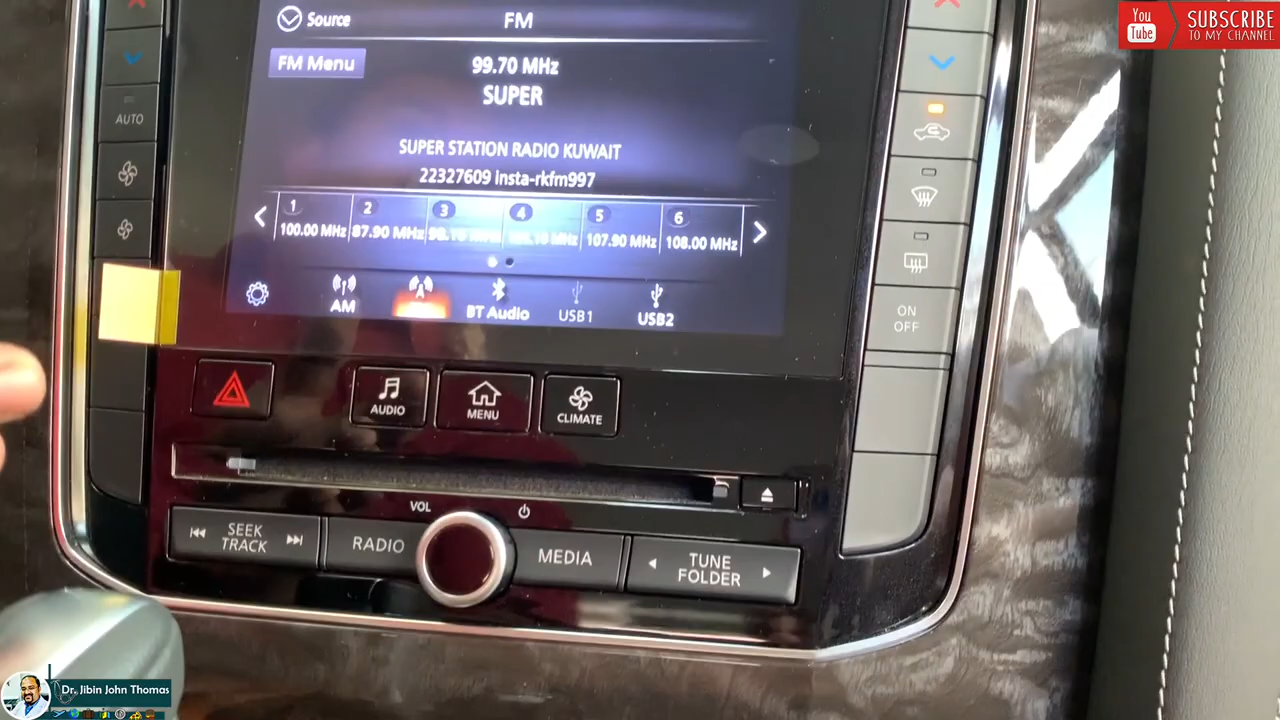 You Tube SUBSCRIBE
TO MY CHANNEL
Source FM
FM Menu
99.70 MHz
SUPER
SUPER STATION RADIO KUWAIT
22327609 Insta-rkfm997
1 2 3 4 5 6
100.00 MHz 87.90 MHz MHz MHz 107.90 MHz 108.00 MHz
AM BT Audio USB1 USB2
AUTO
ON
OFF
AUDIO MENU CLIMATE
VOL
SEEK
TRACK
RADIO
MEDIA
TUNE
FOLDER
Dr. Jibin John Thomas